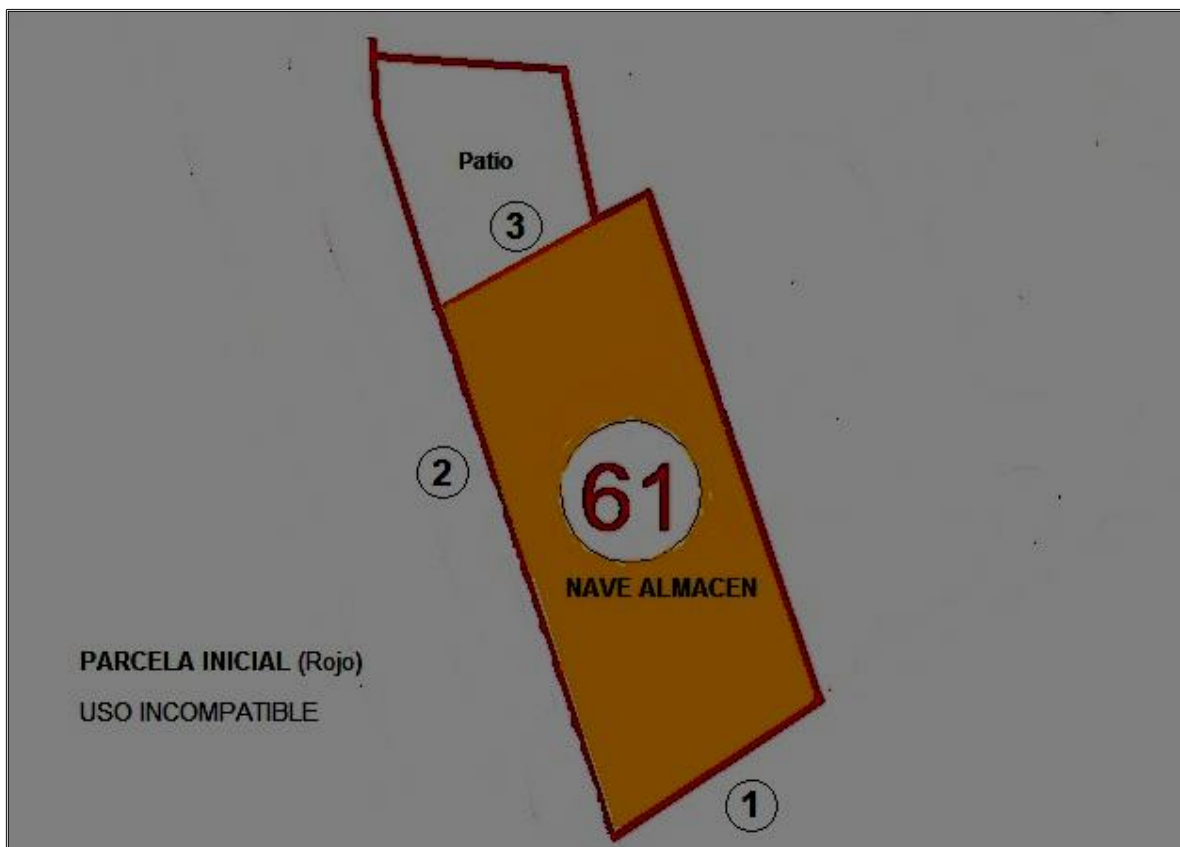 Patio
3
2
61
NAVE ALMACEN
PARCELA INICIAL (Rojo)
USO INCOMPATIBLE
1